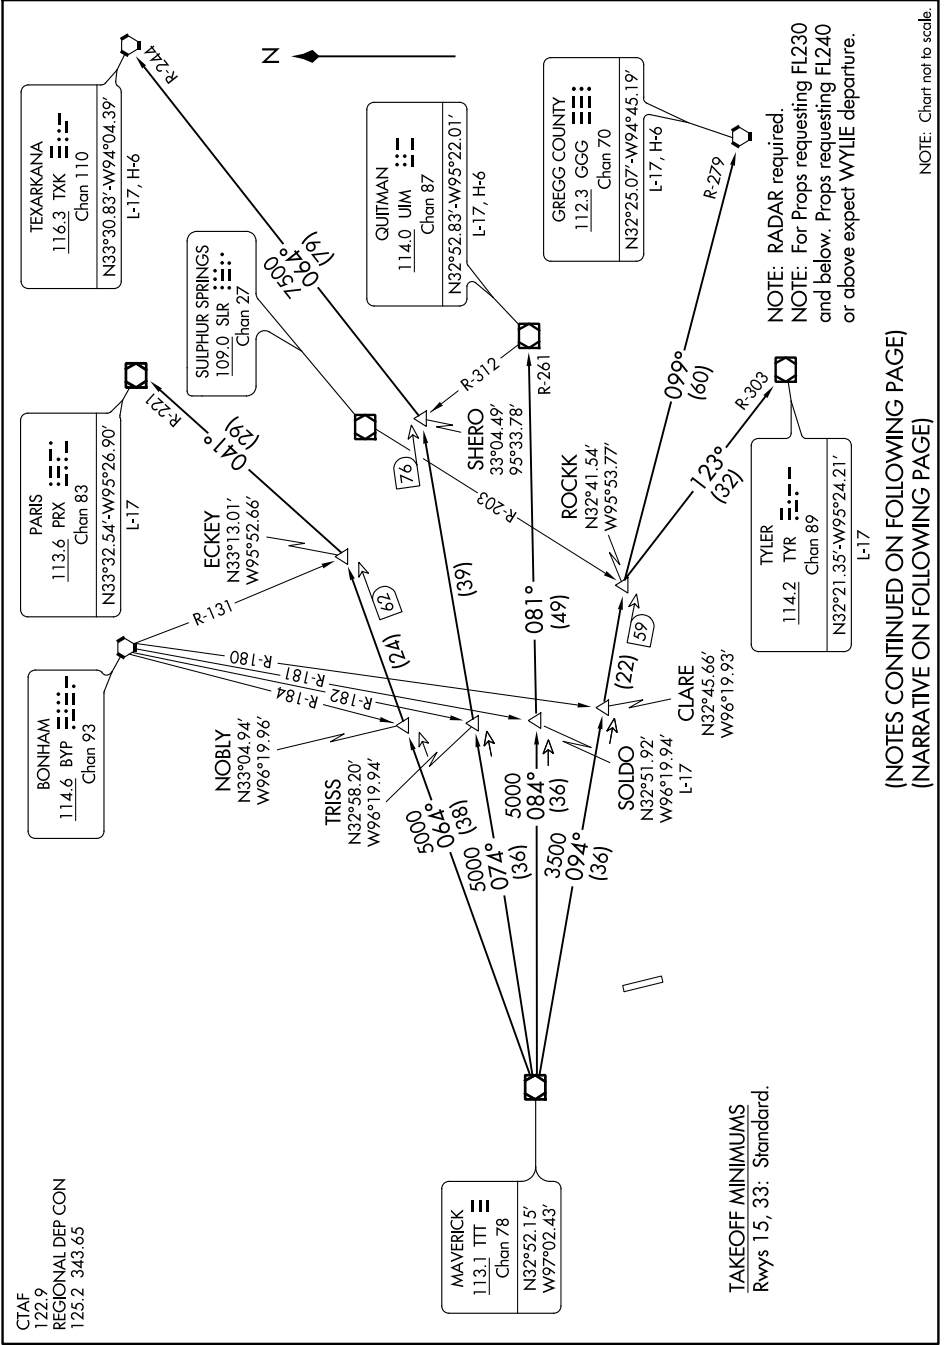 CTAF
122.9
REGIONAL DEP CON
125.2 343.65
TEXARKANA
116.3 TXK
Chan 110
N33°30.83'-W94°04.39'
L-17, H-6
R-244
N
PARIS
113.6 PRX
Chan 83
N33°32.54'-W95°26.90'
L-17
R-221
SULPHUR SPRINGS
109.0 SLR
Chan 27
BONHAM
114.6 BYP
Chan 93
R-131
R-180
R-181
R-182
R-184
QUITMAN
114.0 UIM
Chan 87
N32°52.83'-W95°22.01'
L-17, H-6
R-312
R-261
GREGG COUNTY
112.3 GGG
Chan 70
N32°25.07'-W94°45.19'
L-17, H-6
R-279
ECKEY
N33°13.01'
W95°52.66'
041°
(29)
7500
064°
(79)
NOBLY
N33°04.94'
W96°19.96'
(24)
62
TRISS
N32°58.20'
W96°19.94'
(39)
76
SHERO
33°04.49'
95°33.78'
R-203
5000
064°
(38)
5000
074°
(36)
5000
084°
(36)
3500
094°
(36)
081°
(49)
SOLDO
N32°51.92'
W96°19.94'
L-17
CLARE
N32°45.66'
W96°19.93'
(22)
59
ROCKK
N32°41.54'
W95°53.77'
099°
(60)
123°
(32)
R-303
TYLER
114.2 TYR
Chan 89
N32°21.35'-W95°24.21'
L-17
MAVERICK
113.1 TTT
Chan 78
N32°52.15'
W97°02.43'
TAKEOFF MINIMUMS
Rwys 15, 33: Standard.
NOTE: RADAR required.
NOTE: For Props requesting FL230
and below. Props requesting FL240
or above expect WYLIE departure.
(NOTES CONTINUED ON FOLLOWING PAGE)
(NARRATIVE ON FOLLOWING PAGE)
NOTE: Chart not to scale.